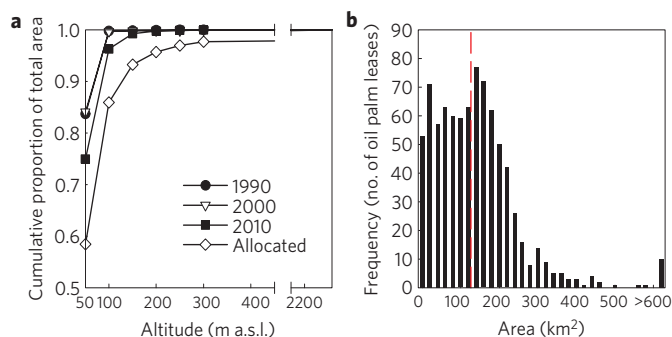 a
Cumulative proportion of total area
1.0
0.9
0.8
0.7
0.6
0.5
50 100 200 300 400 2200
Altitude (m a.s.l.)
1990
2000
2010
Allocated
b
Frequency (no. of oil palm leases)
90
80
70
60
50
40
30
20
10
0
0 100 200 300 400 500 >600
Area (km²)